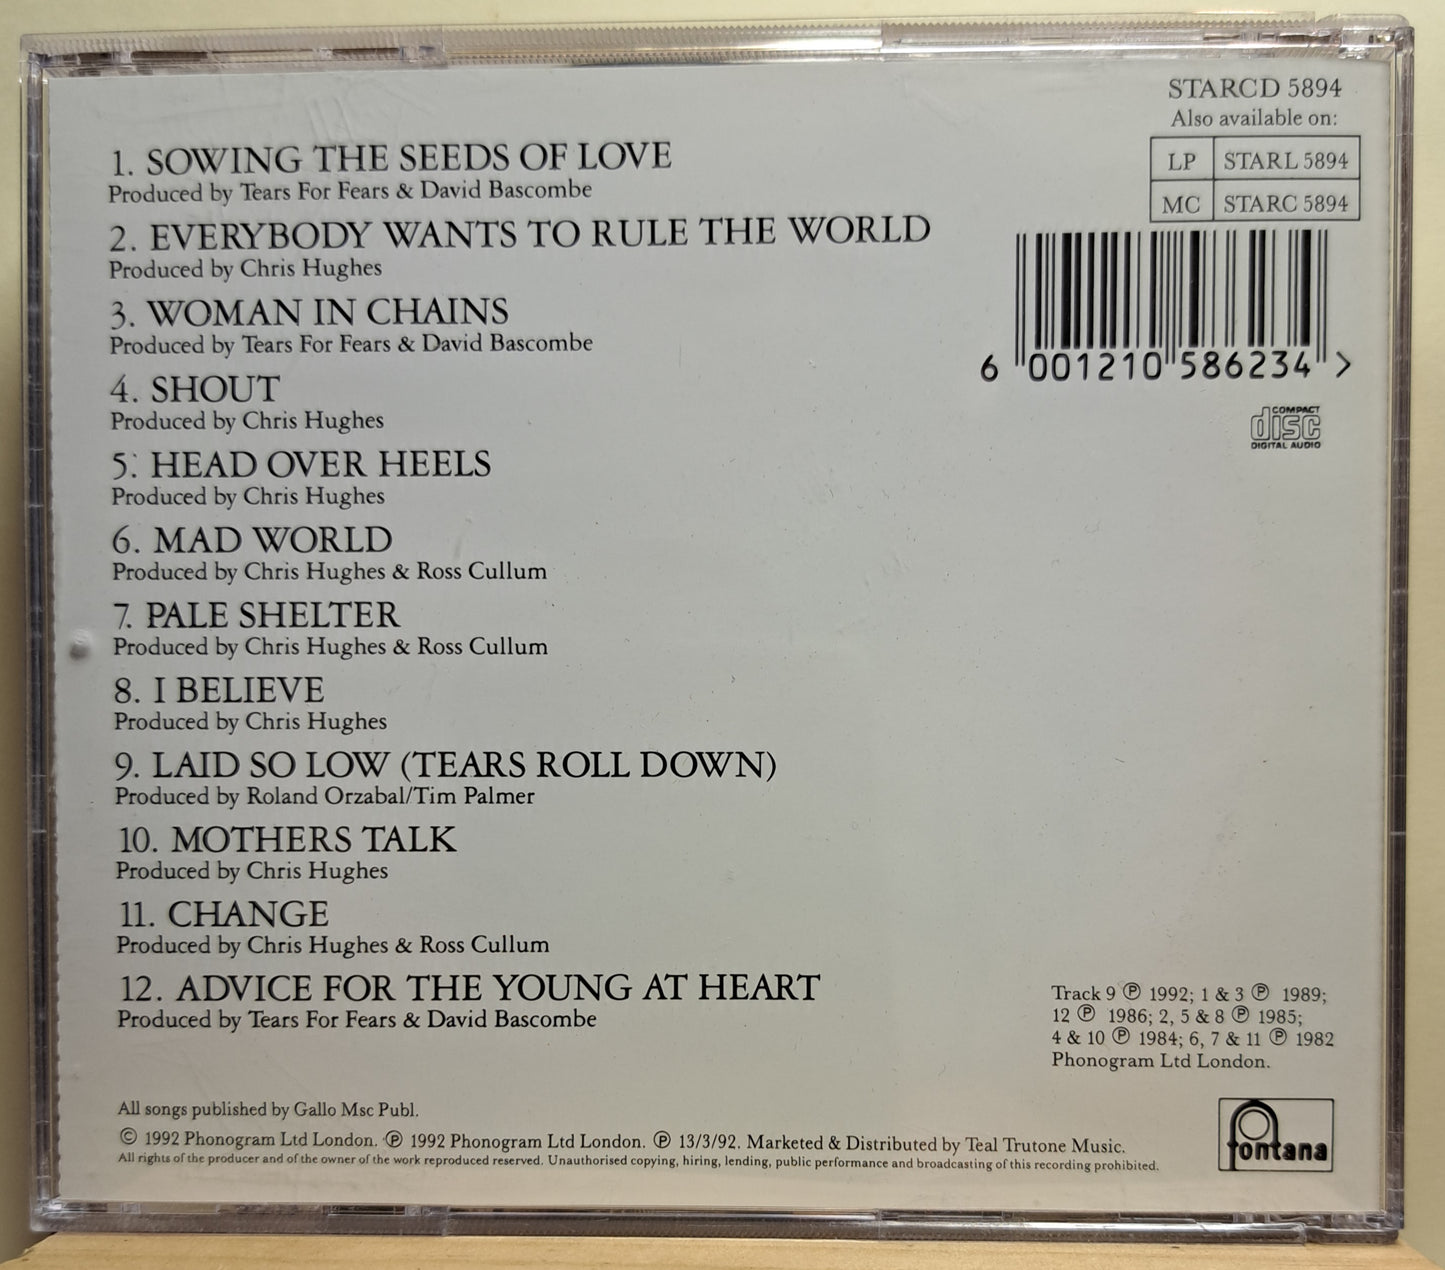 STARCD 5894
Also available on:
LP STARL 5894
MC STARC 5894
6 001210 586234 >
COMPACT
disc
DIGITAL AUDIO
1. SOWING THE SEEDS OF LOVE
Produced by Tears For Fears & David Bascombe
2. EVERYBODY WANTS TO RULE THE WORLD
Produced by Chris Hughes
3. WOMAN IN CHAINS
Produced by Tears For Fears & David Bascombe
4. SHOUT
Produced by Chris Hughes
5. HEAD OVER HEELS
Produced by Chris Hughes
6. MAD WORLD
Produced by Chris Hughes & Ross Cullum
7. PALE SHELTER
Produced by Chris Hughes & Ross Cullum
8. I BELIEVE
Produced by Chris Hughes
9. LAID SO LOW (TEARS ROLL DOWN)
Produced by Roland Orzabal/Tim Palmer
10. MOTHERS TALK
Produced by Chris Hughes
11. CHANGE
Produced by Chris Hughes & Ross Cullum
12. ADVICE FOR THE YOUNG AT HEART
Produced by Tears For Fears & David Bascombe
Track 9 ℗ 1992; 1 & 3 ℗ 1989;
12 ℗ 1986; 2, 5 & 8 ℗ 1985;
4 & 10 ℗ 1984; 6, 7 & 11 ℗ 1982
Phonogram Ltd London.
All songs published by Gallo Msc Publ.
© 1992 Phonogram Ltd London. ℗ 1992 Phonogram Ltd London. ℗ 13/3/92. Marketed & Distributed by Teal Trutone Music.
All rights of the producer and of the owner of the work reproduced reserved. Unauthorised copying, hiring, lending, public performance and broadcasting of this recording prohibited.
fontana